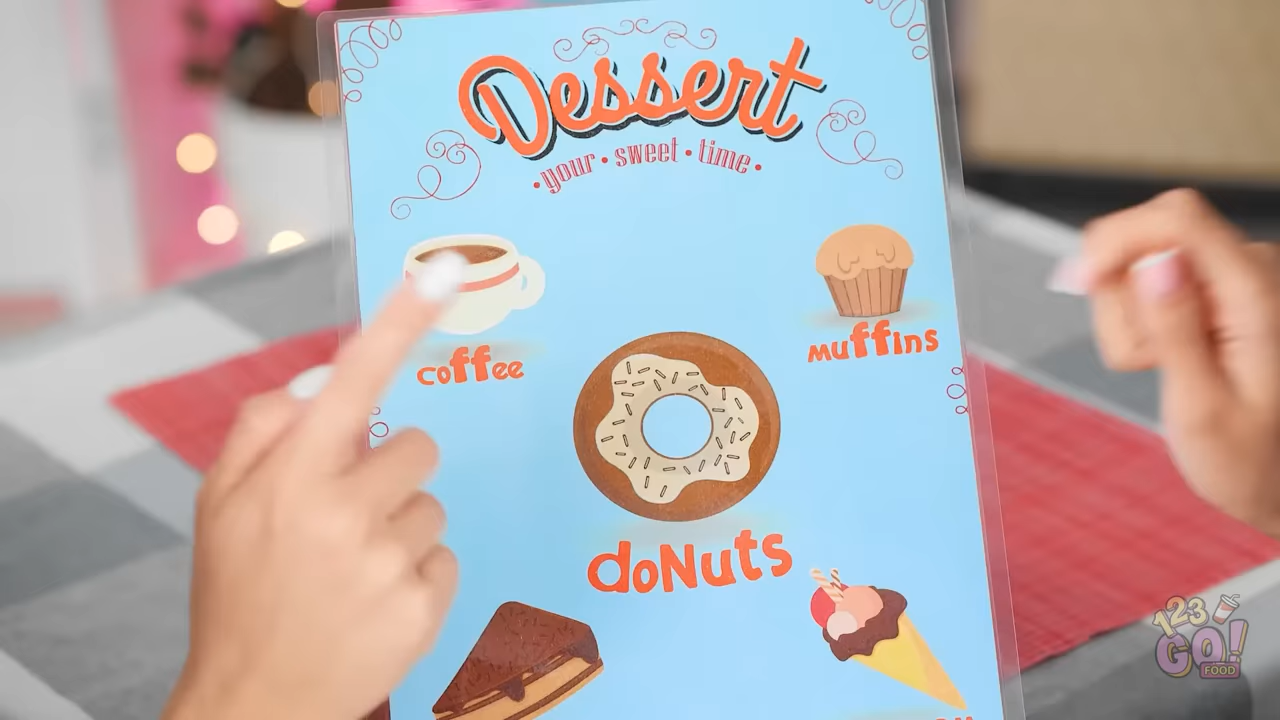 Dessert
• your • sweet • time •
coffee
muffins
doNuts
123
GO!
FOOD